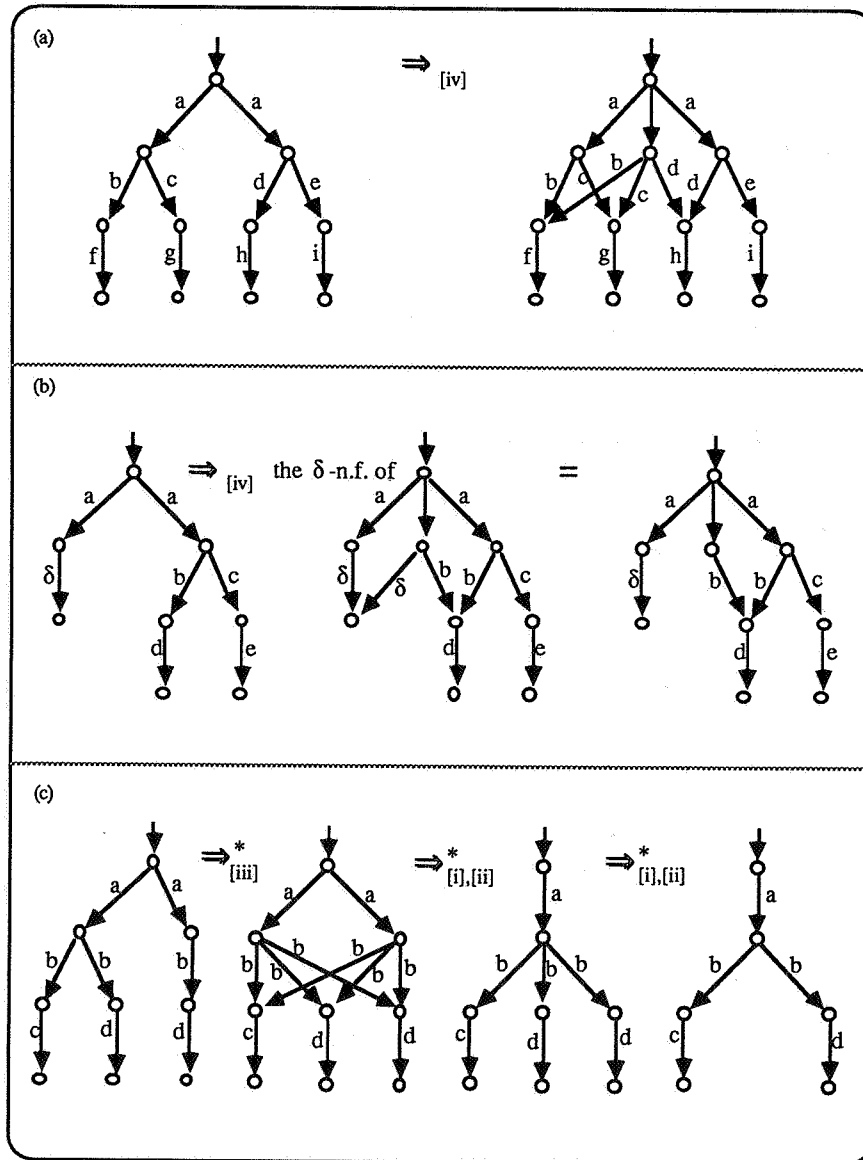 (a)
⇒ [iv]
a a a a
b c d e b c b c d d e
f g h i f g h i
(b)
⇒ [iv] the δ-n.f. of =
a a a a a a
δ b c δ δ b b c δ b b c
d e d e d e
(c)
⇒* [iii] ⇒* [i],[ii] ⇒* [i],[ii]
a a a a a a
b b b b b b b b b b b b b b
c d d c d d c d d c d